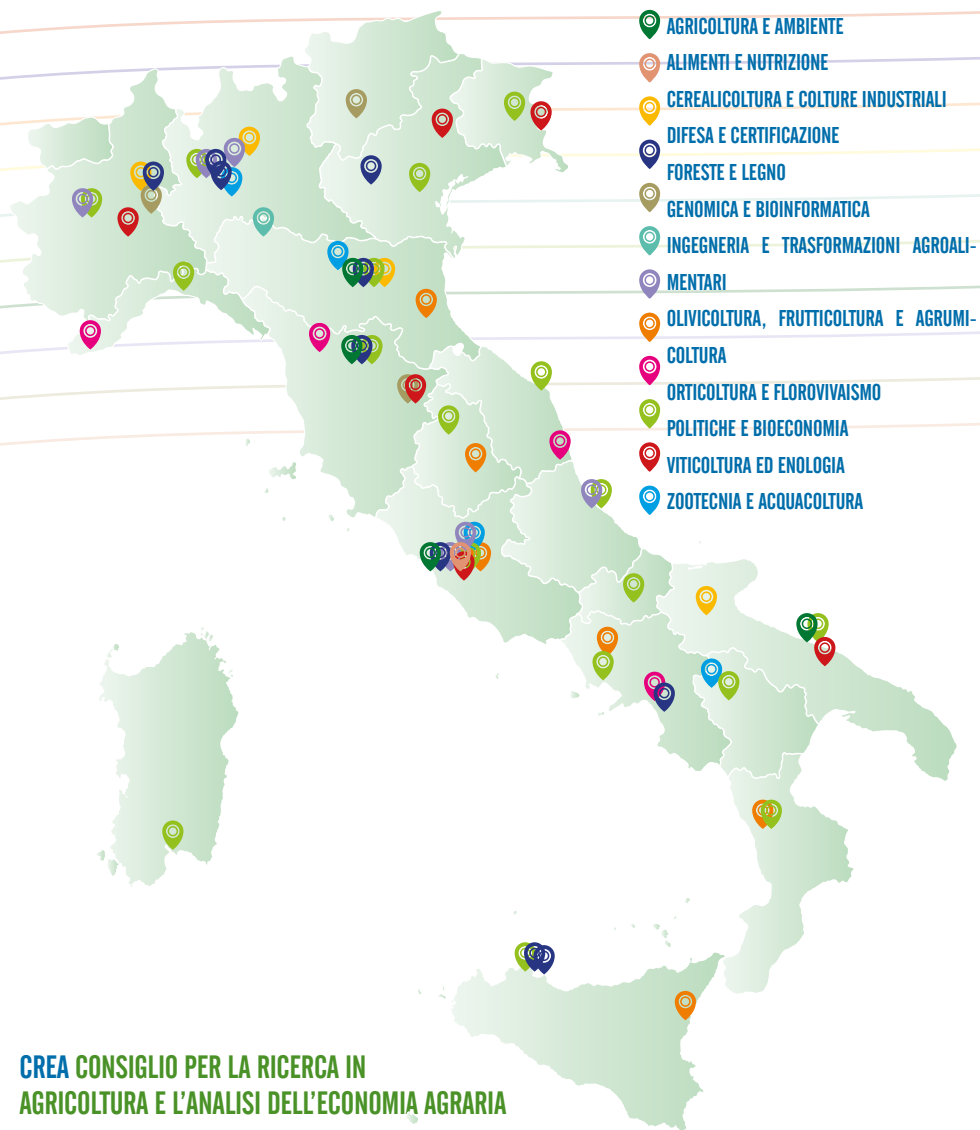 AGRICOLTURA E AMBIENTE
ALIMENTI E NUTRIZIONE
CEREALICOLTURA E COLTURE INDUSTRIALI
DIFESA E CERTIFICAZIONE
FORESTE E LEGNO
GENOMICA E BIOINFORMATICA
INGEGNERIA E TRASFORMAZIONI AGROALI-
MENTARI
OLIVICOLTURA, FRUTTICOLTURA E AGRUMI-
COLTURA
ORTICOLTURA E FLOROVIVAISMO
POLITICHE E BIOECONOMIA
VITICOLTURA ED ENOLOGIA
ZOOTECNIA E ACQUACOLTURA
CREA CONSIGLIO PER LA RICERCA IN
AGRICOLTURA E L'ANALISI DELL'ECONOMIA AGRARIA